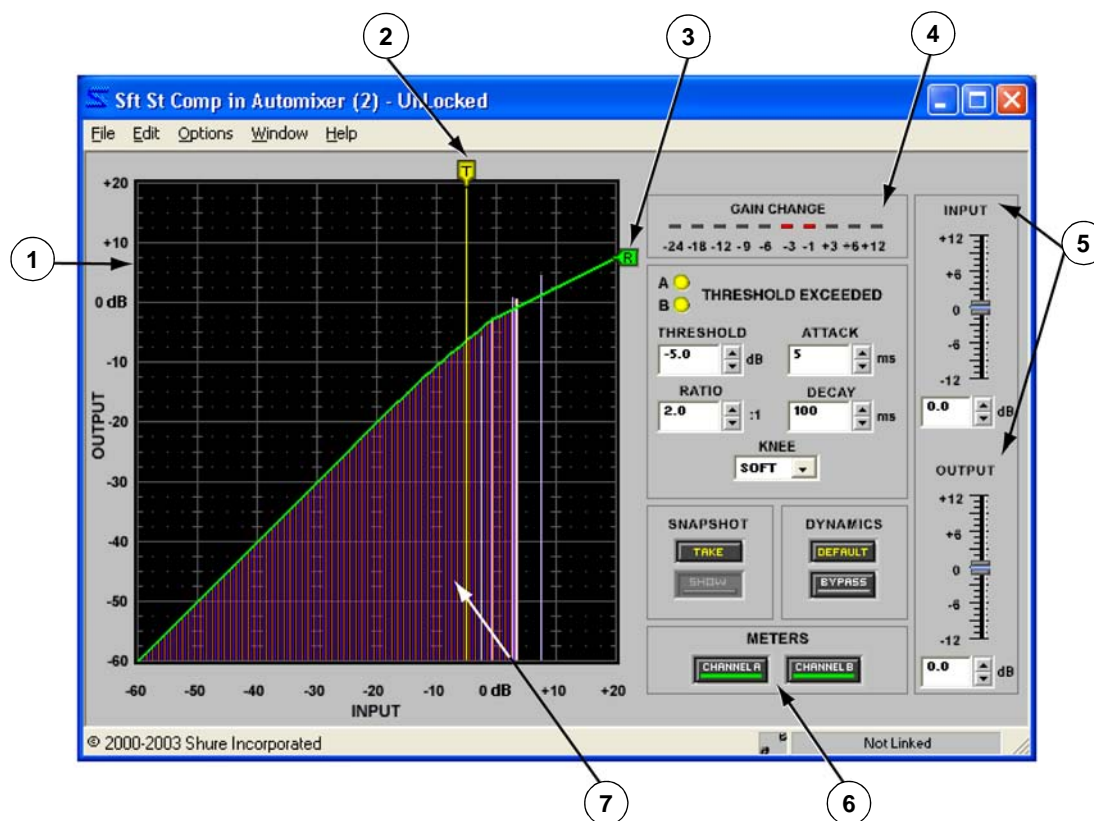 2
3
4
Sft St Comp in Automixer (2) - UnLocked
File Edit Options Window Help
1
OUTPUT
+20
+10
0 dB
-10
-20
-30
-40
-50
-60
T
R
-60 -50 -40 -30 -20 -10 0 dB +10 +20
INPUT
GAIN CHANGE
-24 -18 -12 -9 -6 -3 -1 +3 +6 +12
A
B
THRESHOLD EXCEEDED
THRESHOLD ATTACK
-5.0 dB 5 ms
RATIO DECAY
2.0 :1 100 ms
KNEE
SOFT
SNAPSHOT
TAKE
SHOW
DYNAMICS
DEFAULT
BYPASS
METERS
CHANNEL A CHANNEL B
INPUT
+12
+6
0
-6
-12
0.0 dB
5
OUTPUT
+12
+6
0
-6
-12
0.0 dB
© 2000-2003 Shure Incorporated
a B
Not Linked
7
6